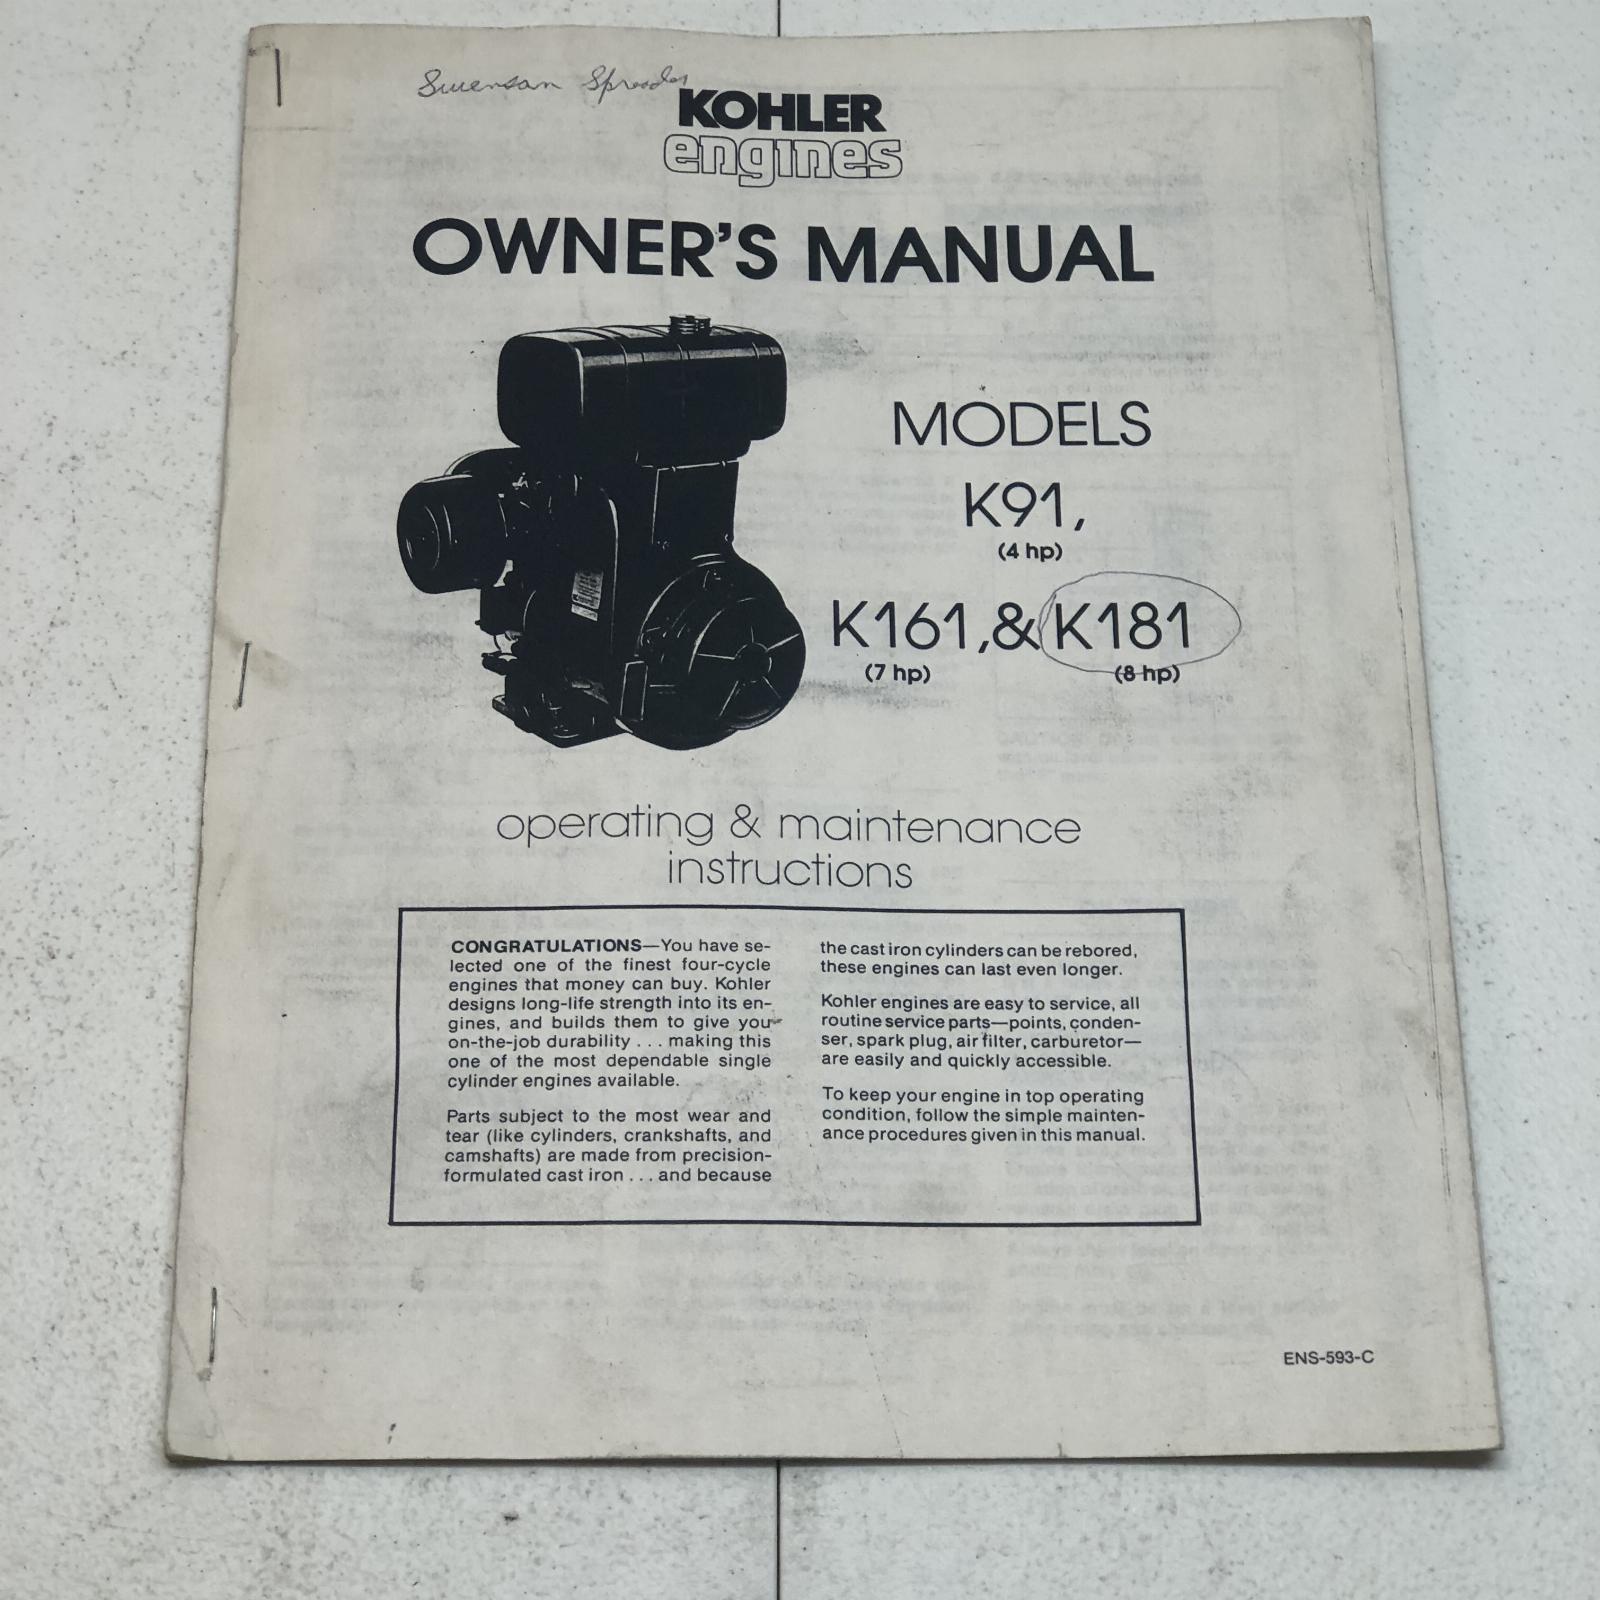 Swenson Spreader
KOHLER
engines
OWNER'S MANUAL
MODELS
K91,
(4 hp)
K161,& K181
(7 hp) (8 hp)
operating & maintenance
instructions
CONGRATULATIONS—You have se-
lected one of the finest four-cycle
engines that money can buy. Kohler
designs long-life strength into its en-
gines, and builds them to give you
on-the-job durability . . . making this
one of the most dependable single
cylinder engines available.
Parts subject to the most wear and
tear (like cylinders, crankshafts, and
camshafts) are made from precision-
formulated cast iron . . . and because
the cast iron cylinders can be rebored,
these engines can last even longer.
Kohler engines are easy to service, all
routine service parts—points, conden-
ser, spark plug, air filter, carburetor—
are easily and quickly accessible.
To keep your engine in top operating
condition, follow the simple mainten-
ance procedures given in this manual.
ENS-593-C